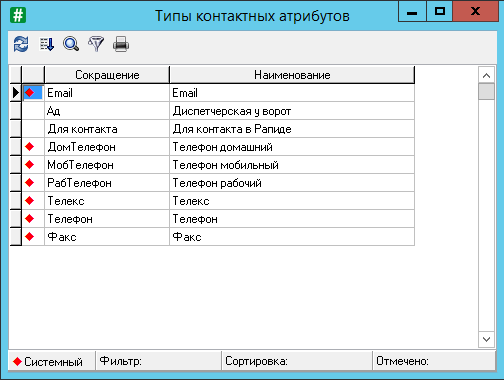 Типы контактных атрибутов
Сокращение Наименование
Email Email
Ад Диспетчерская у ворот
Для контакта Для контакта в Рапиде
ДомТелефон Телефон домашний
МобТелефон Телефон мобильный
РабТелефон Телефон рабочий
Телекс Телекс
Телефон Телефон
Факс Факс
Системный Фильтр: Сортировка: Отмечено: